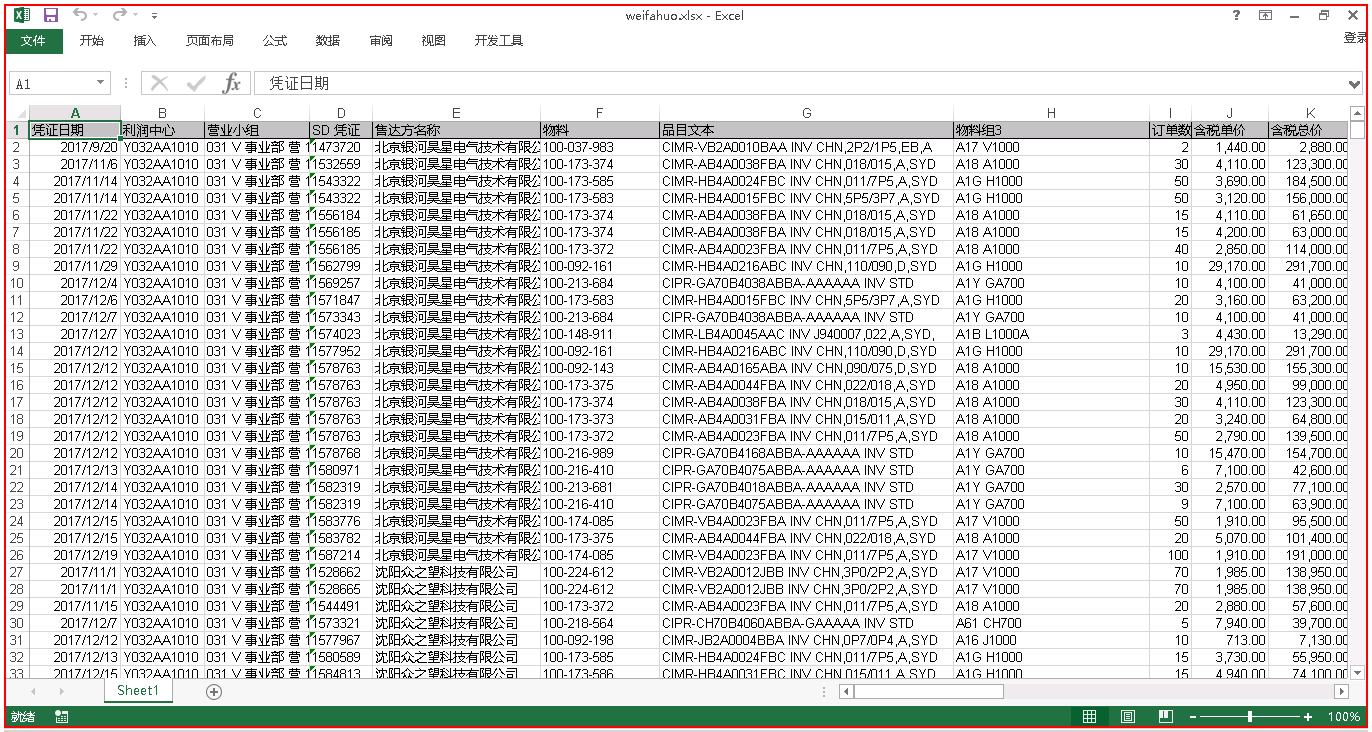 weifahuo.xlsx - Excel
文件 开始 插入 页面布局 公式 数据 审阅 视图 开发工具 登录
A1 fx 凭证日期
A B C D E F G H I J K
1 凭证日期 利润中心 营业小组 SD 凭证 售达方名称 物料 品目文本 物料组3 订单数 含税单价 含税总价
2 2017/9/20 Y032AA1010 031 V 事业部 营 11473720 北京银河昊星电气技术有限公 100-037-983 CIMR-VB2A0010BAA INV CHN,2P2/1P5,EB,A A17 V1000 2 1,440.00 2,880.00
3 2017/11/6 Y032AA1010 031 V 事业部 营 11532559 北京银河昊星电气技术有限公 100-173-374 CIMR-AB4A0038FBA INV CHN,018/015,A,SYD A18 A1000 30 4,110.00 123,300.00
4 2017/11/14 Y032AA1010 031 V 事业部 营 11543322 北京银河昊星电气技术有限公 100-173-585 CIMR-HB4A0024FBC INV CHN,011/7P5,A,SYD A1G H1000 50 3,690.00 184,500.00
5 2017/11/14 Y032AA1010 031 V 事业部 营 11543322 北京银河昊星电气技术有限公 100-173-583 CIMR-HB4A0015FBC INV CHN,5P5/3P7,A,SYD A1G H1000 50 3,120.00 156,000.00
6 2017/11/22 Y032AA1010 031 V 事业部 营 11556184 北京银河昊星电气技术有限公 100-173-374 CIMR-AB4A0038FBA INV CHN,018/015,A,SYD A18 A1000 15 4,110.00 61,650.00
7 2017/11/22 Y032AA1010 031 V 事业部 营 11556185 北京银河昊星电气技术有限公 100-173-374 CIMR-AB4A0038FBA INV CHN,018/015,A,SYD A18 A1000 15 4,200.00 63,000.00
8 2017/11/22 Y032AA1010 031 V 事业部 营 11556185 北京银河昊星电气技术有限公 100-173-372 CIMR-AB4A0023FBA INV CHN,011/7P5,A,SYD A18 A1000 40 2,850.00 114,000.00
9 2017/11/29 Y032AA1010 031 V 事业部 营 11562799 北京银河昊星电气技术有限公 100-092-161 CIMR-HB4A0216ABC INV CHN,110/090,D,SYD A1G H1000 10 29,170.00 291,700.00
10 2017/12/4 Y032AA1010 031 V 事业部 营 11569257 北京银河昊星电气技术有限公 100-213-684 CIPR-GA70B4038ABBA-AAAAAA INV STD A1Y GA700 10 4,100.00 41,000.00
11 2017/12/6 Y032AA1010 031 V 事业部 营 11571847 北京银河昊星电气技术有限公 100-173-583 CIMR-HB4A0015FBC INV CHN,5P5/3P7,A,SYD A1G H1000 20 3,160.00 63,200.00
12 2017/12/7 Y032AA1010 031 V 事业部 营 11573343 北京银河昊星电气技术有限公 100-213-684 CIPR-GA70B4038ABBA-AAAAAA INV STD A1Y GA700 10 4,100.00 41,000.00
13 2017/12/7 Y032AA1010 031 V 事业部 营 11574023 北京银河昊星电气技术有限公 100-148-911 CIMR-LB4A0045AAC INV J940007,022,A,SYD, A1B L1000A 3 4,430.00 13,290.00
14 2017/12/12 Y032AA1010 031 V 事业部 营 11577952 北京银河昊星电气技术有限公 100-092-161 CIMR-HB4A0216ABC INV CHN,110/090,D,SYD A1G H1000 10 29,170.00 291,700.00
15 2017/12/12 Y032AA1010 031 V 事业部 营 11578763 北京银河昊星电气技术有限公 100-092-143 CIMR-AB4A0165ABA INV CHN,090/075,D,SYD A18 A1000 10 15,530.00 155,300.00
16 2017/12/12 Y032AA1010 031 V 事业部 营 11578763 北京银河昊星电气技术有限公 100-173-375 CIMR-AB4A0044FBA INV CHN,022/018,A,SYD A18 A1000 20 4,950.00 99,000.00
17 2017/12/12 Y032AA1010 031 V 事业部 营 11578763 北京银河昊星电气技术有限公 100-173-374 CIMR-AB4A0038FBA INV CHN,018/015,A,SYD A18 A1000 30 4,110.00 123,300.00
18 2017/12/12 Y032AA1010 031 V 事业部 营 11578763 北京银河昊星电气技术有限公 100-173-373 CIMR-AB4A0031FBA INV CHN,015/011,A,SYD A18 A1000 20 3,240.00 64,800.00
19 2017/12/12 Y032AA1010 031 V 事业部 营 11578763 北京银河昊星电气技术有限公 100-173-372 CIMR-AB4A0023FBA INV CHN,011/7P5,A,SYD A18 A1000 50 2,790.00 139,500.00
20 2017/12/12 Y032AA1010 031 V 事业部 营 11578768 北京银河昊星电气技术有限公 100-216-989 CIPR-GA70B4168ABBA-AAAAAA INV STD A1Y GA700 10 15,470.00 154,700.00
21 2017/12/13 Y032AA1010 031 V 事业部 营 11580971 北京银河昊星电气技术有限公 100-216-410 CIPR-GA70B4075ABBA-AAAAAA INV STD A1Y GA700 6 7,100.00 42,600.00
22 2017/12/14 Y032AA1010 031 V 事业部 营 11582319 北京银河昊星电气技术有限公 100-213-681 CIPR-GA70B4018ABBA-AAAAAA INV STD A1Y GA700 30 2,570.00 77,100.00
23 2017/12/14 Y032AA1010 031 V 事业部 营 11582319 北京银河昊星电气技术有限公 100-216-410 CIPR-GA70B4075ABBA-AAAAAA INV STD A1Y GA700 9 7,100.00 63,900.00
24 2017/12/15 Y032AA1010 031 V 事业部 营 11583776 北京银河昊星电气技术有限公 100-174-085 CIMR-VB4A0023FBA INV CHN,011/7P5,A,SYD A17 V1000 50 1,910.00 95,500.00
25 2017/12/15 Y032AA1010 031 V 事业部 营 11583782 北京银河昊星电气技术有限公 100-173-375 CIMR-AB4A0044FBA INV CHN,022/018,A,SYD A18 A1000 20 5,070.00 101,400.00
26 2017/12/19 Y032AA1010 031 V 事业部 营 11587214 北京银河昊星电气技术有限公 100-174-085 CIMR-VB4A0023FBA INV CHN,011/7P5,A,SYD A17 V1000 100 1,910.00 191,000.00
27 2017/11/1 Y032AA1010 031 V 事业部 营 11528662 沈阳众之望科技有限公司 100-224-612 CIMR-VB2A0012JBB INV CHN,3P0/2P2,A,SYD A17 V1000 70 1,985.00 138,950.00
28 2017/11/1 Y032AA1010 031 V 事业部 营 11528665 沈阳众之望科技有限公司 100-224-612 CIMR-VB2A0012JBB INV CHN,3P0/2P2,A,SYD A17 V1000 70 1,985.00 138,950.00
29 2017/11/15 Y032AA1010 031 V 事业部 营 11544491 沈阳众之望科技有限公司 100-173-372 CIMR-AB4A0023FBA INV CHN,011/7P5,A,SYD A18 A1000 20 2,880.00 57,600.00
30 2017/12/7 Y032AA1010 031 V 事业部 营 11573321 沈阳众之望科技有限公司 100-218-564 CIPR-CH70B4060ABBA-GAAAAA INV STD A61 CH700 5 7,940.00 39,700.00
31 2017/12/12 Y032AA1010 031 V 事业部 营 11577967 沈阳众之望科技有限公司 100-092-198 CIMR-JB2A0004BBA INV CHN,0P7/0P4,A,SYD A16 J1000 10 713.00 7,130.00
32 2017/12/13 Y032AA1010 031 V 事业部 营 11580589 沈阳众之望科技有限公司 100-173-585 CIMR-HB4A0024FBC INV CHN,011/7P5,A,SYD A1G H1000 15 3,730.00 55,950.00
33 2017/12/15 Y032AA1010 031 V 事业部 营 11584813 沈阳众之望科技有限公司 100-173-586 CIMR-HB4A0031FBC INV CHN,015/011,A,SYD A1G H1000 15 4,940.00 74,100.00
Sheet1
就绪 100%